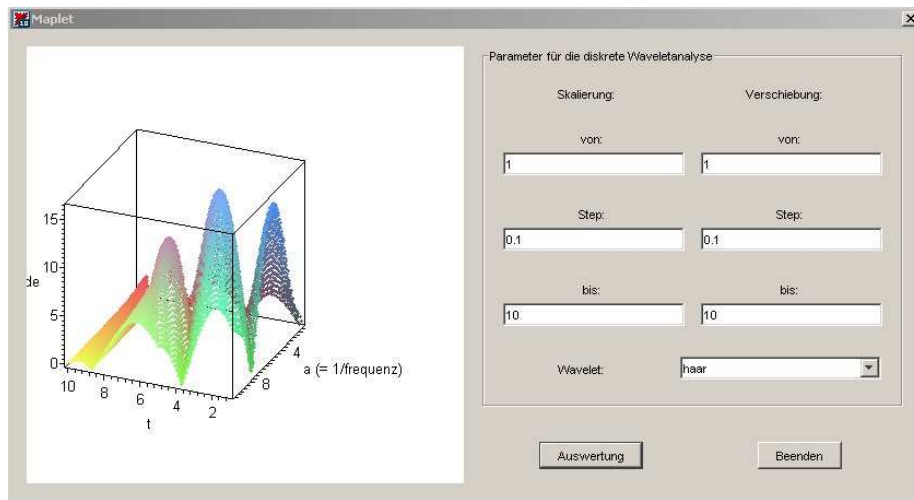 Maplet
15
10
5
0
de
10
8
6
4
2
t
4
8
a (= 1/frequenz)
Parameter für die diskrete Waveletanalyse
Skalierung:
Verschiebung:
von:
von:
1
1
Step:
Step:
0.1
0.1
bis:
bis:
10
10
Wavelet:
haar
Auswertung
Beenden